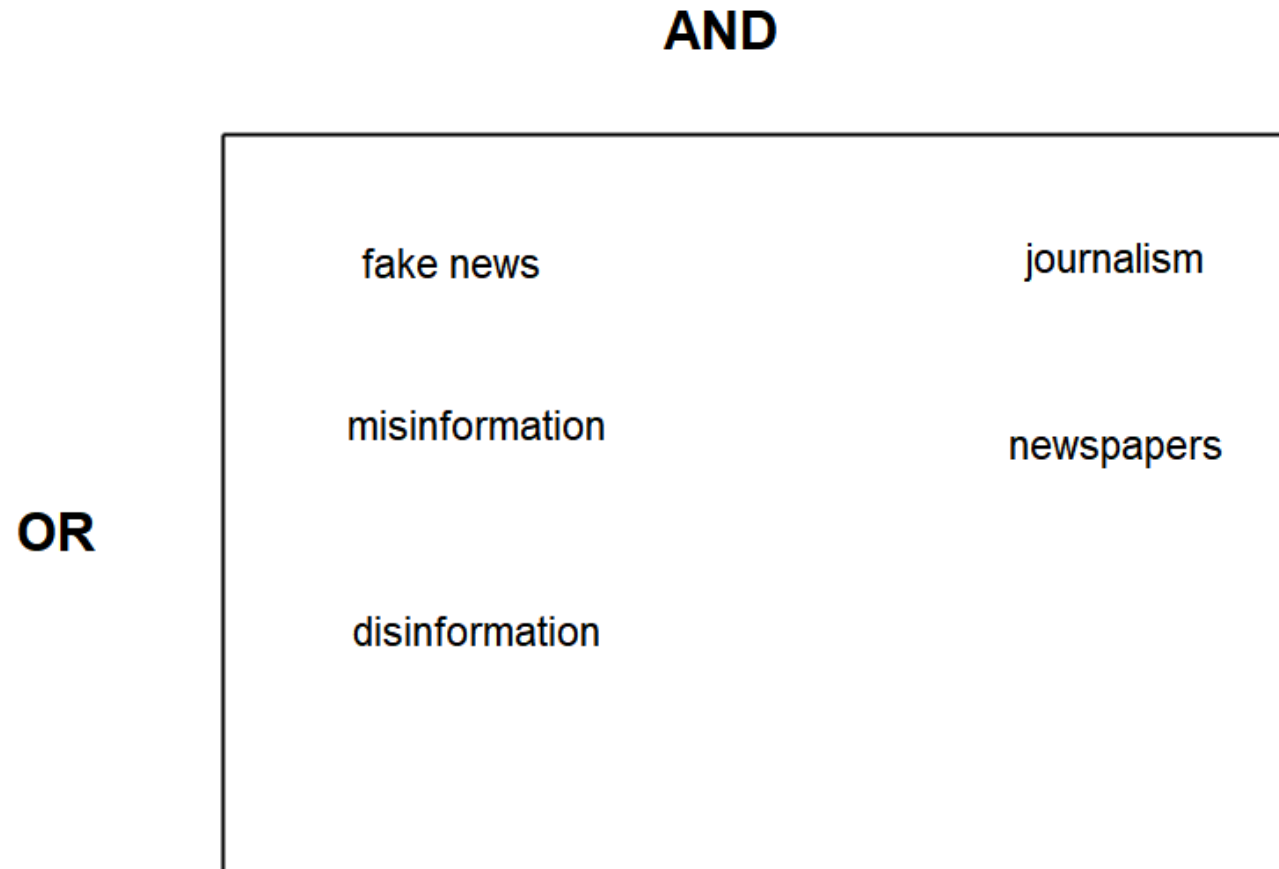 AND
fake news
journalism
misinformation
newspapers
OR
disinformation